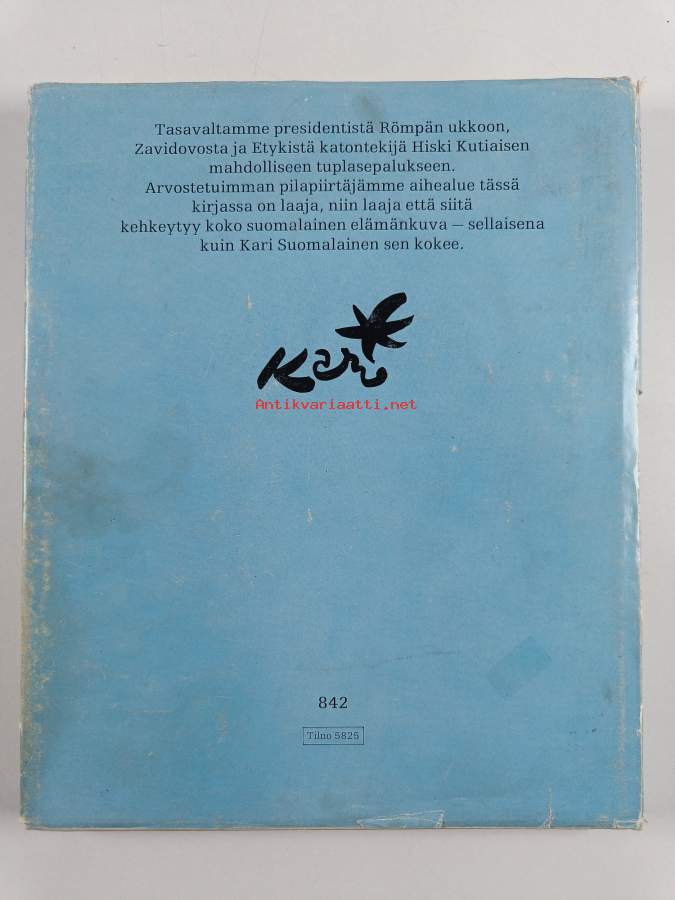 Tasavaltamme presidentistä Römpän ukkoon,
Zavidovosta ja Etykistä katontekijä Hiski Kutiaisen
mahdolliseen tuplasepalukseen.
Arvostetuimman pilapiirtäjämme aihealue tässä
kirjassa on laaja, niin laaja että siitä
kehkeytyy koko suomalainen elämänkuva — sellaisena
kuin Kari Suomalainen sen kokee.
Kari
Antikvariaatti.net
842
Tilno 5825